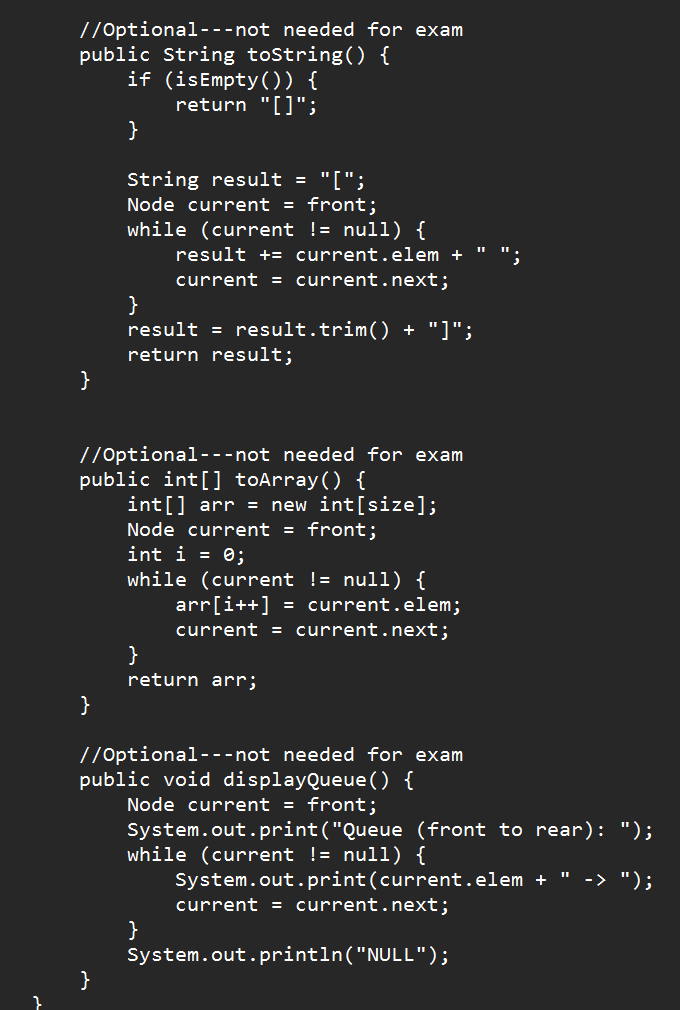 //Optional---not needed for exam
public String toString() {
if (isEmpty()) {
return "[]";
}
String result = "[";
Node current = front;
while (current != null) {
result += current.elem + " ";
current = current.next;
}
result = result.trim() + "]";
return result;
}
//Optional---not needed for exam
public int[] toArray() {
int[] arr = new int[size];
Node current = front;
int i = 0;
while (current != null) {
arr[i++] = current.elem;
current = current.next;
}
return arr;
}
//Optional---not needed for exam
public void displayQueue() {
Node current = front;
System.out.print("Queue (front to rear): ");
while (current != null) {
System.out.print(current.elem + " -> ");
current = current.next;
}
System.out.println("NULL");
}
}